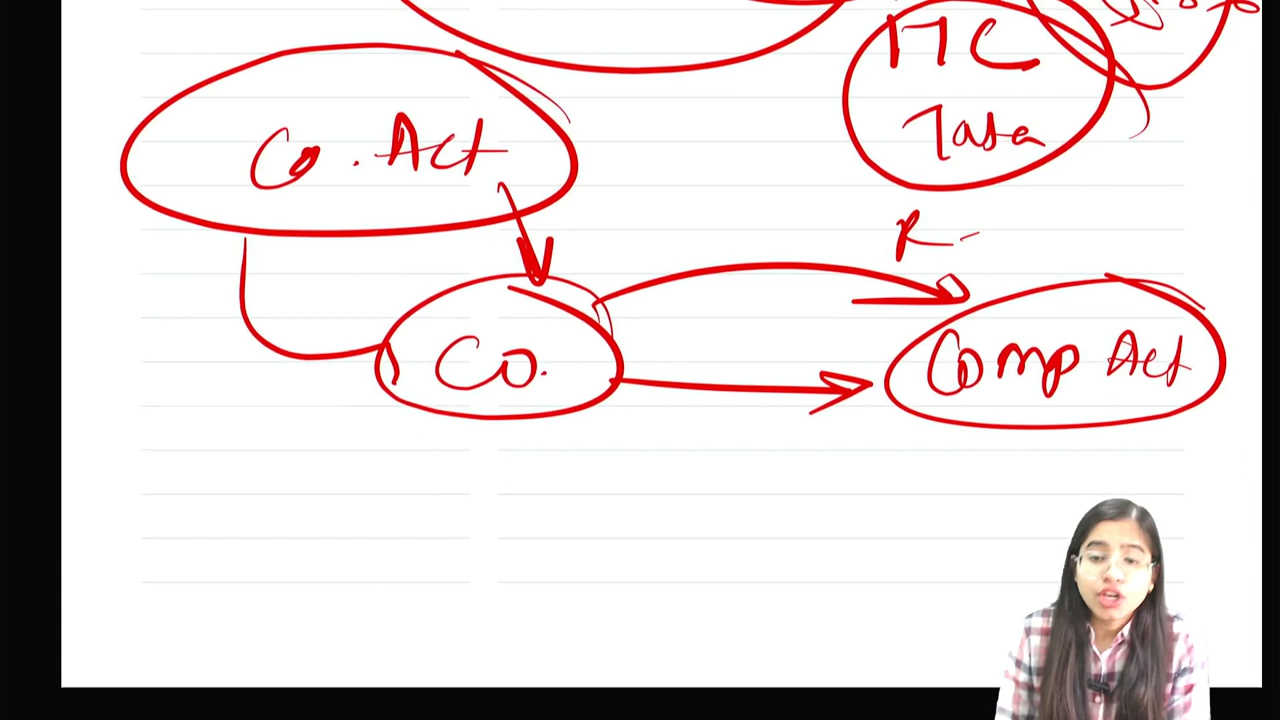 ITC
Tata
Co. Act
R-
Co.
Comp Act